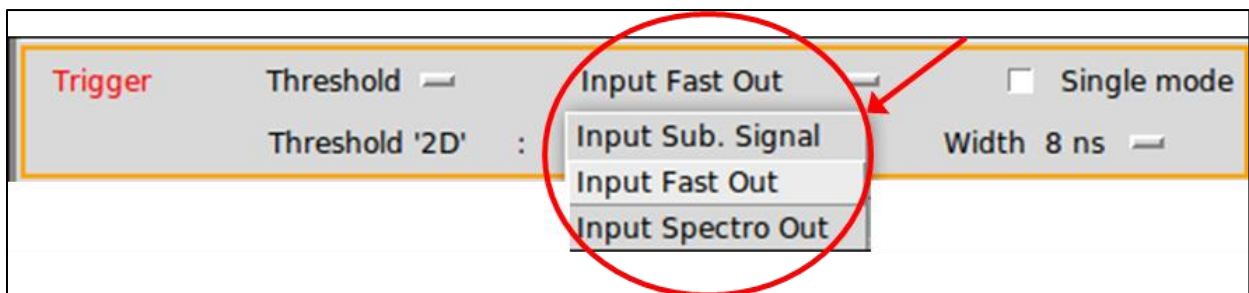 Trigger Threshold Input Fast Out Single mode
Threshold '2D' : Input Sub. Signal Width 8 ns
Input Fast Out
Input Spectro Out